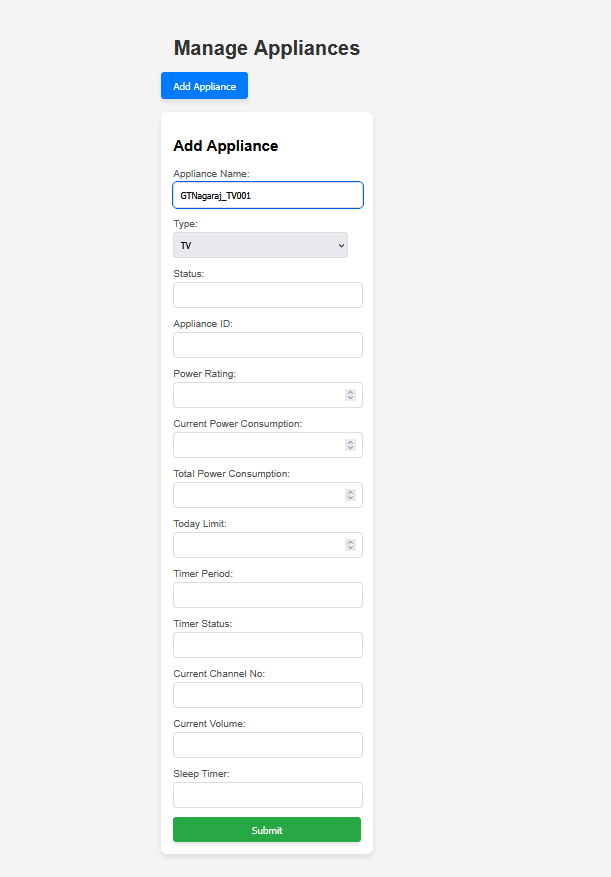 Manage Appliances
Add Appliance
Add Appliance
Appliance Name:
GTNagaraj_TV001
Type:
TV
Status:
Appliance ID:
Power Rating:
Current Power Consumption:
Total Power Consumption:
Today Limit:
Timer Period:
Timer Status:
Current Channel No:
Current Volume:
Sleep Timer:
Submit